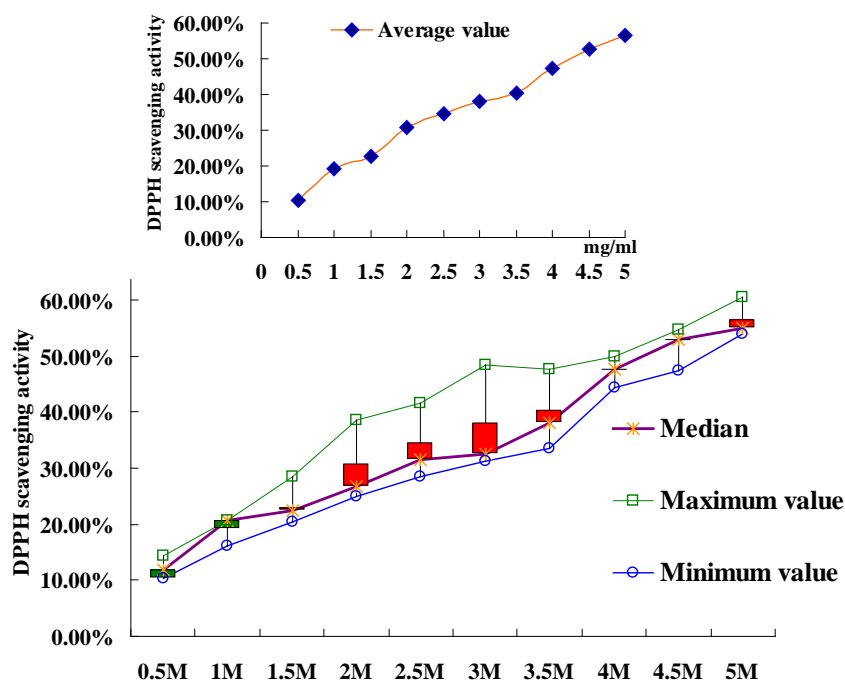 60.00%
50.00%
40.00%
30.00%
20.00%
10.00%
0.00%
DPPH scavenging activity
Average value
mg/ml
0 0.5 1 1.5 2 2.5 3 3.5 4 4.5 5
60.00%
50.00%
40.00%
30.00%
20.00%
10.00%
0.00%
DPPH scavenging activity
Median
Maximum value
Minimum value
0.5M 1M 1.5M 2M 2.5M 3M 3.5M 4M 4.5M 5M